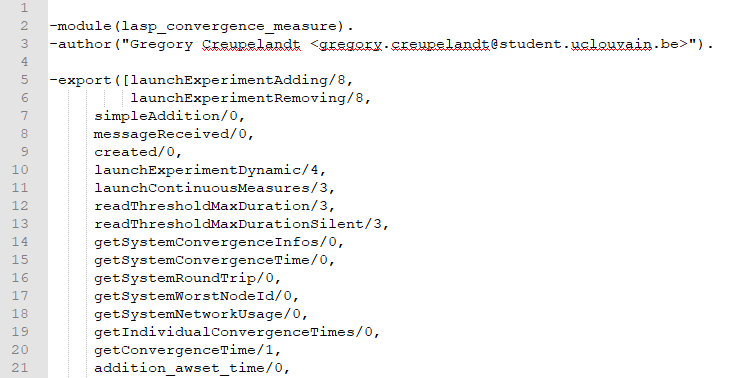 1
2 -module(lasp_convergence_measure).
3 -author("Gregory Creupelandt <gregory.creupelandt@student.uclouvain.be>").
4
5 -export([launchExperimentAdding/8,
6 launchExperimentRemoving/8,
7 simpleAddition/0,
8 messageReceived/0,
9 created/0,
10 launchExperimentDynamic/4,
11 launchContinuousMeasures/3,
12 readThresholdMaxDuration/3,
13 readThresholdMaxDurationSilent/3,
14 getSystemConvergenceInfos/0,
15 getSystemConvergenceTime/0,
16 getSystemRoundTrip/0,
17 getSystemWorstNodeId/0,
18 getSystemNetworkUsage/0,
19 getIndividualConvergenceTimes/0,
20 getConvergenceTime/1,
21 addition_awset_time/0,